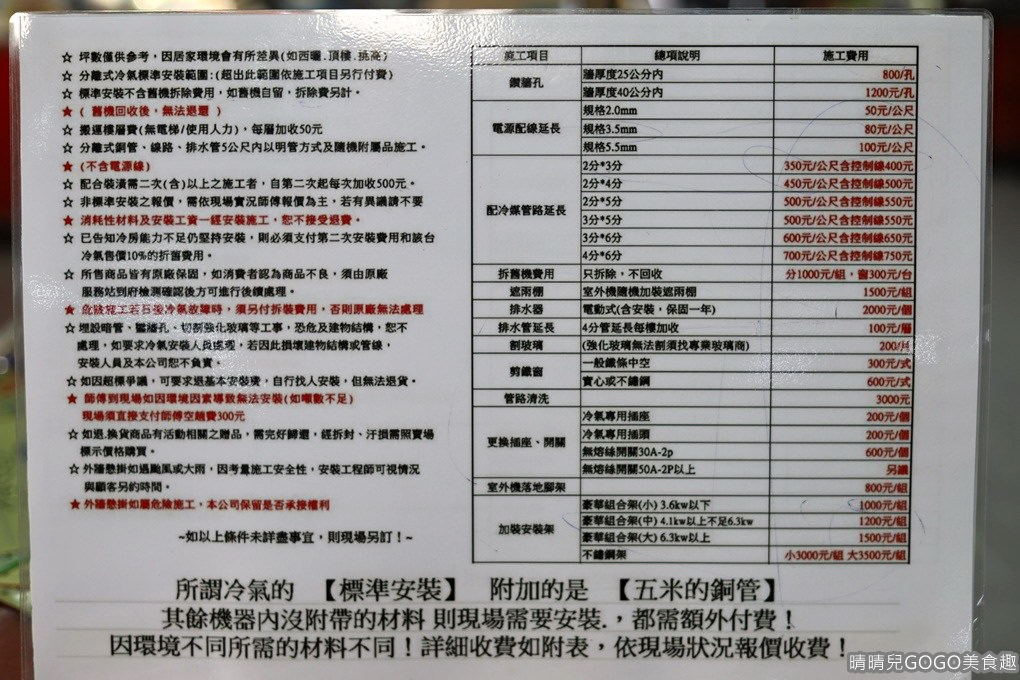 ☆ 坪數僅供參考，因居家環境會有所差異(如西曬.頂樓.挑高)
☆ 分離式冷氣標準安裝範圍:(超出此範圍依施工項目另行付費)
☆ 標準安裝不含舊機拆除費用，如舊機自留，拆除費另計。
★ ( 舊機回收後，無法退還 )
☆ 搬運樓層費(無電梯/使用人力)，每層加收50元
☆ 分離式銅管、線路、排水管5公尺內以明管方式及隨機附屬品施工。
★ (不含電源線)
☆ 配合裝潢需二次(含)以上之施工者，自第二次起每次加收500元。
☆ 非標準安裝之報價，需依現場實況師傅報價為主，若有異議請不要
★ 消耗性材料及安裝工資一經安裝施工，恕不接受退費。
☆ 已告知冷房能力不足仍堅持安裝，則必須支付第二次安裝費用和該台
冷氣售價10%的折舊費用。
☆ 所售商品皆有原廠保固，如消費者認為商品不良，須由原廠
服務站到府檢測確認後方可進行後續處理。
★ 危險施工若日後冷氣故障時，須另付拆裝費用，否則原廠無法處理
☆ 埋設暗管、鑿牆孔、切割強化玻璃等工事，恐危及建物結構，恕不
處理，如要求冷氣安裝人員處理，若因此損壞建物結構或管線，
安裝人員及本公司恕不負責。
☆ 如因超標爭議，可要求退基本安裝費，自行找人安裝，但無法退貨。
★ 師傅到現場如因環境因素導致無法安裝(如噸數不足)
現場須直接支付師傅空趟費300元
☆ 如退.換貨商品有活動相關之贈品，需完好歸還，經拆封、汙損需照賣場
標示價格購買。
☆ 外牆懸掛如遇颱風或大雨，因考量施工安全性，安裝工程師可視情況
與顧客另約時間。
★ 外牆懸掛如屬危險施工，本公司保留是否承接權利
~如以上條件未詳盡事宜，則現場另訂！~
施工項目 總項說明 施工費用
鑽牆孔 牆厚度25公分內 800/孔
牆厚度40公分內 1200元/孔
電源配線延長 規格2.0mm 50元/公尺
規格3.5mm 80元/公尺
規格5.5mm 100元/公尺
配冷媒管路延長 2分*3分 350元/公尺含控制線400元
2分*4分 450元/公尺含控制線500元
2分*5分 500元/公尺含控制線550元
3分*5分 500元/公尺含控制線550元
3分*6分 600元/公尺含控制線650元
4分*6分 700元/公尺含控制線750元
拆舊機費用 只拆除，不回收 分1000元/組，窗300元/台
遮雨棚 室外機隨機加裝遮雨棚 1500元/組
排水器 電動式(含安裝，保固一年) 2000元/個
排水管延長 4分管延長每樓加收 100元/層
割玻璃 (強化玻璃無法割須找專業玻璃商) 200/片
剪鐵窗 一般鐵條中空 300元/式
實心或不鏽鋼 600元/式
管路清洗 3000元
更換插座、開關 冷氣專用插座 200元/個
冷氣專用插頭 200元/個
無熔絲開關30A-2p 600元/個
無熔絲開關50A-2P以上 另議
室外機落地腳架 800元/組
加裝安裝架 豪華組合架(小) 3.6kw以下 1000元/組
豪華組合架(中) 4.1kw以上不足6.3kw 1200元/組
豪華組合架(大) 6.3kw以上 1500元/組
不鏽鋼架 小3000元/組 大3500元/組
所謂冷氣的 【標準安裝】 附加的是 【五米的銅管】
其餘機器內沒附帶的材料 則現場需要安裝.，都需額外付費！
因環境不同所需的材料不同！詳細收費如附表，依現場狀況報價收費！
晴晴兒GOGO美食趣